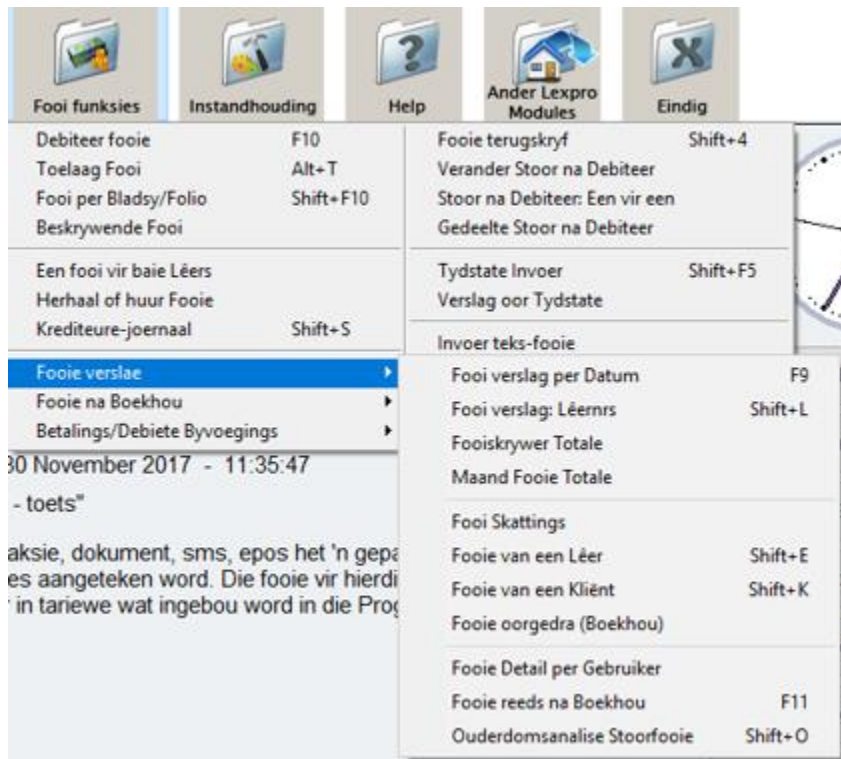 Fooi funksies
Instandhouding
Help
Ander Lexpro
Modules
Eindig
Debiteer fooie F10
Toelaag Fooi Alt+T
Fooi per Bladsy/Folio Shift+F10
Beskrywende Fooi
Een fooi vir baie Lêers
Herhaal of huur Fooie
Krediteure-joernaal Shift+S
Fooie verslae
Fooie na Boekhou
Betalings/Debiete Byvoegings
Fooie terugskryf Shift+4
Verander Stoor na Debiteer
Stoor na Debiteer: Een vir een
Gedeelte Stoor na Debiteer
Tydstate Invoer Shift+F5
Verslag oor Tydstate
Invoer teks-fooie
Fooi verslag per Datum F9
Fooi verslag: Lêernrs Shift+L
Fooiskrywer Totale
Maand Fooie Totale
Fooi Skattings
Fooie van een Lêer Shift+E
Fooie van een Kliënt Shift+K
Fooie oorgedra (Boekhou)
Fooie Detail per Gebruiker
Fooie reeds na Boekhou F11
Ouderdomsanalise Stoorfooie Shift+O
30 November 2017 - 11:35:47
- toets"
aksie, dokument, sms, epos het 'n gepa
es aangeteken word. Die fooie vir hierdi
r in tariewe wat ingebou word in die Prog